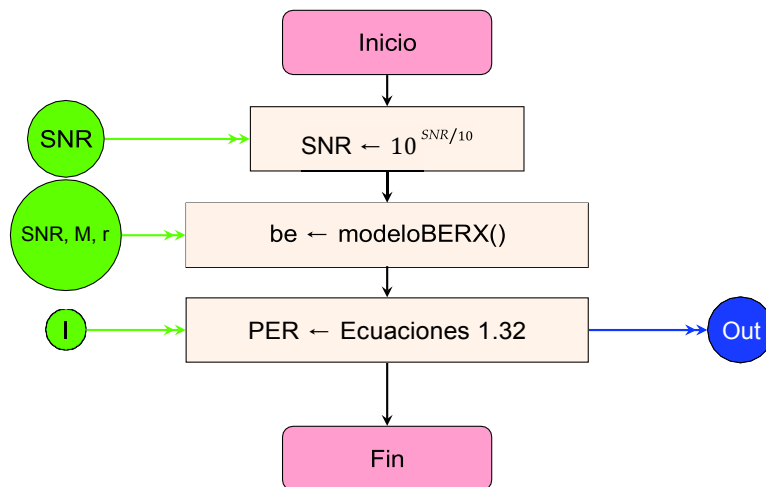 Inicio
SNR
SNR ← 10^SNR/10
SNR, M, r
be ← modeloBERX()
l
PER ← Ecuaciones 1.32
Out
Fin